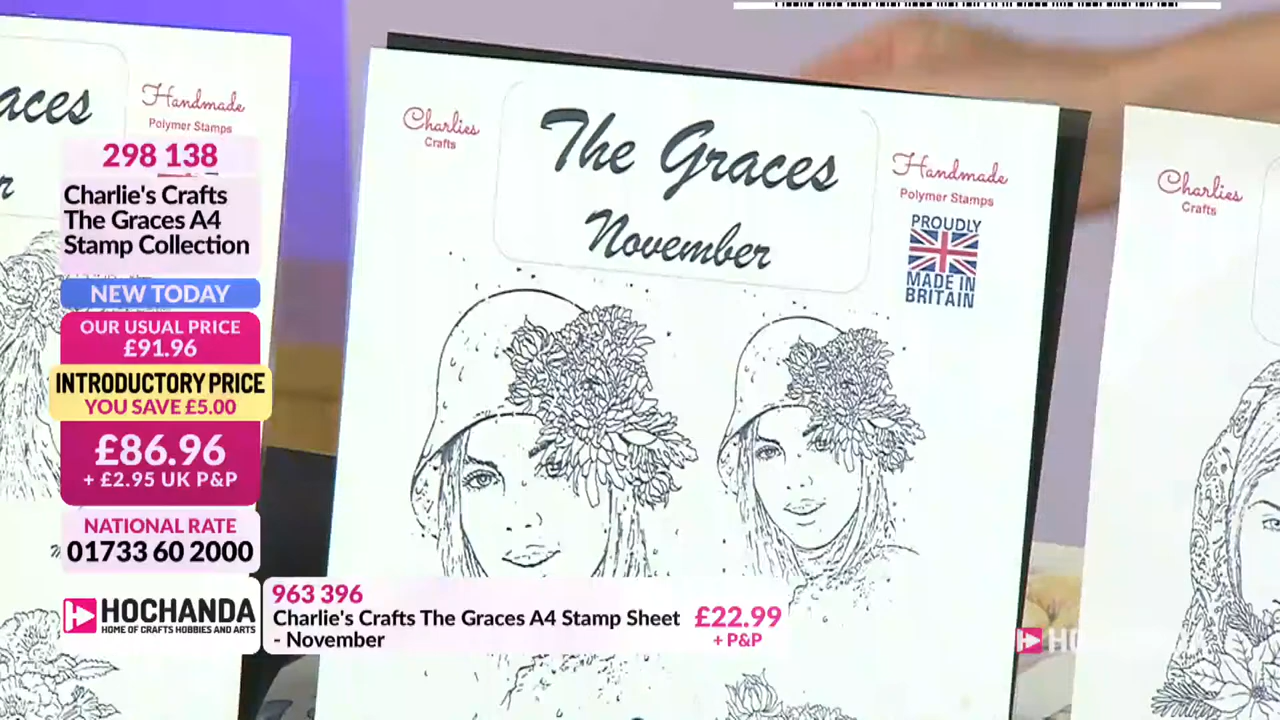 aces
Handmade
Polymer Stamps
Charlies
Crafts
The Graces
November
Handmade
Polymer Stamps
PROUDLY
MADE IN
BRITAIN
Charlies
Crafts
298 138
Charlie's Crafts
The Graces A4
Stamp Collection
NEW TODAY
OUR USUAL PRICE
£91.96
INTRODUCTORY PRICE
YOU SAVE £5.00
£86.96
+ £2.95 UK P&P
NATIONAL RATE
01733 60 2000
HOCHANDA
HOME OF CRAFTS HOBBIES AND ARTS
963 396
Charlie's Crafts The Graces A4 Stamp Sheet
- November
£22.99
+ P&P